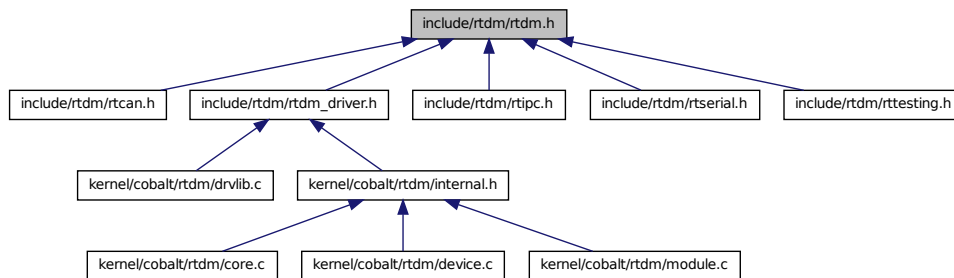 include/rtdm/rtdm.h
include/rtdm/rtcan.h
include/rtdm/rtdm_driver.h
include/rtdm/rtipc.h
include/rtdm/rtserial.h
include/rtdm/rttesting.h
kernel/cobalt/rtdm/drvlib.c
kernel/cobalt/rtdm/internal.h
kernel/cobalt/rtdm/core.c
kernel/cobalt/rtdm/device.c
kernel/cobalt/rtdm/module.c